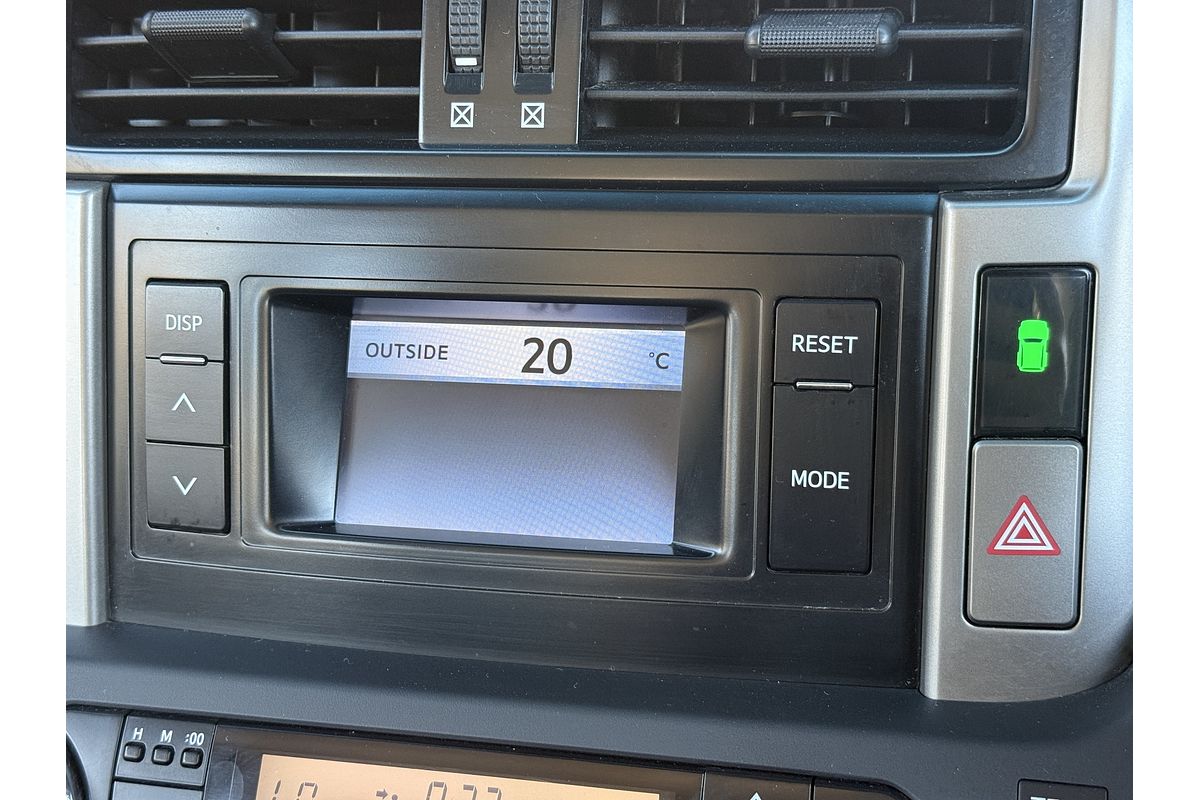 DISP
OUTSIDE 20 °C
RESET
MODE
H M :00